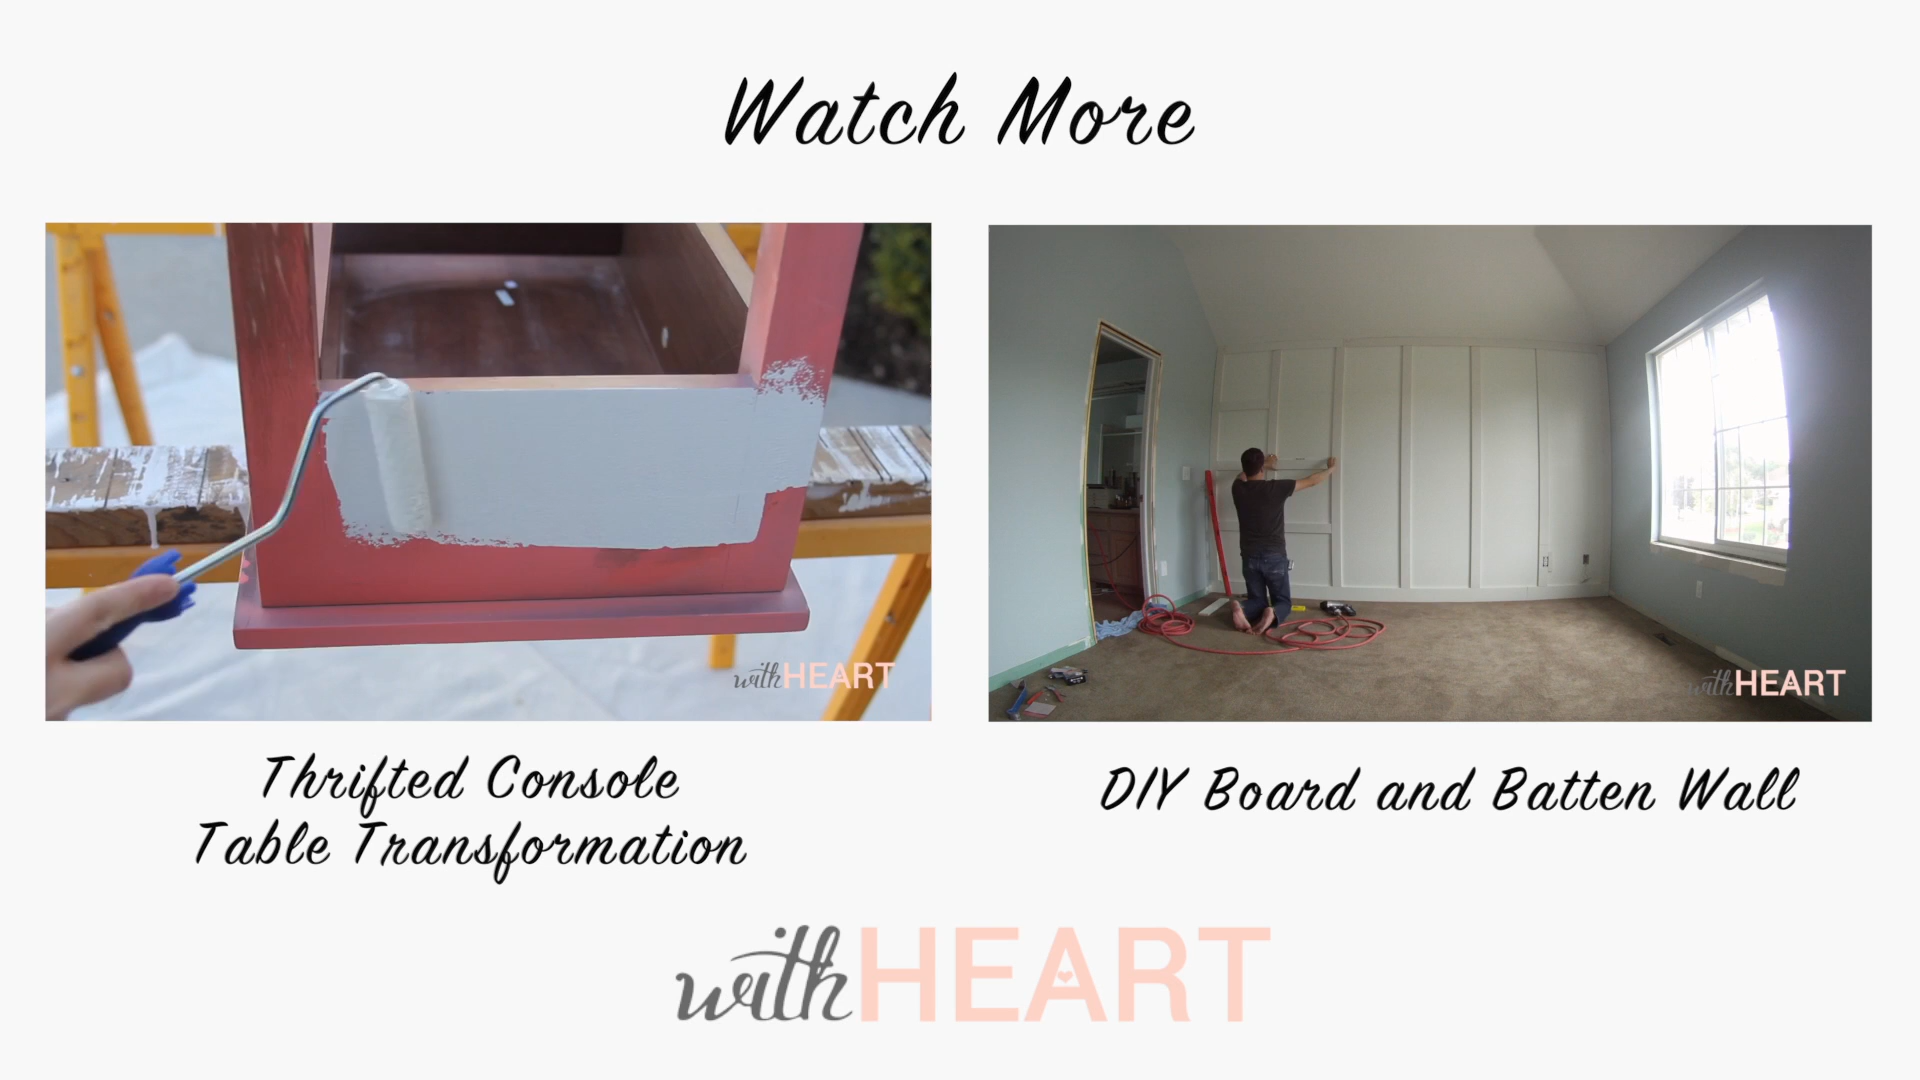 Watch More
withHEART
withHEART
Thrifted Console
Table Transformation
DIY Board and Batten Wall
withHEART